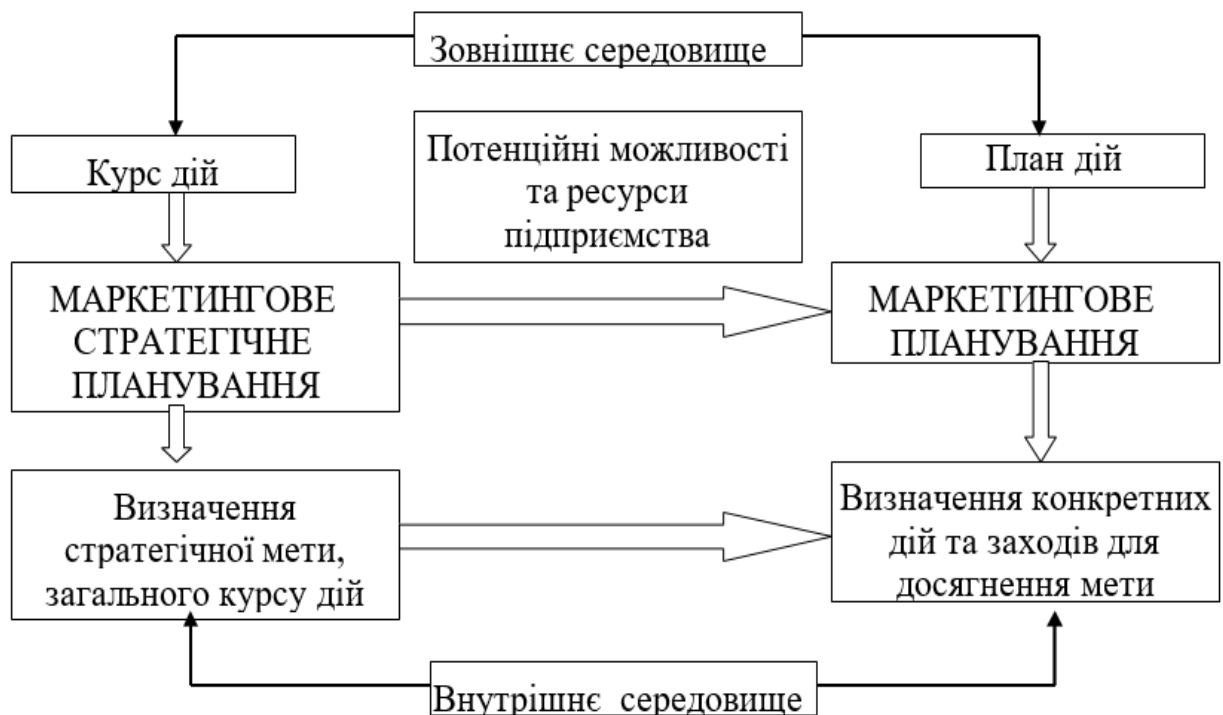 Зовнішнє середовище
Потенційні можливості
та ресурси
підприємства
Курс дій
План дій
МАРКЕТИНГОВЕ
СТРАТЕГІЧНЕ
ПЛАНУВАННЯ
МАРКЕТИНГОВЕ
ПЛАНУВАННЯ
Визначення
стратегічної мети,
загального курсу дій
Визначення конкретних
дій та заходів для
досягнення мети
Внутрішнє середовище